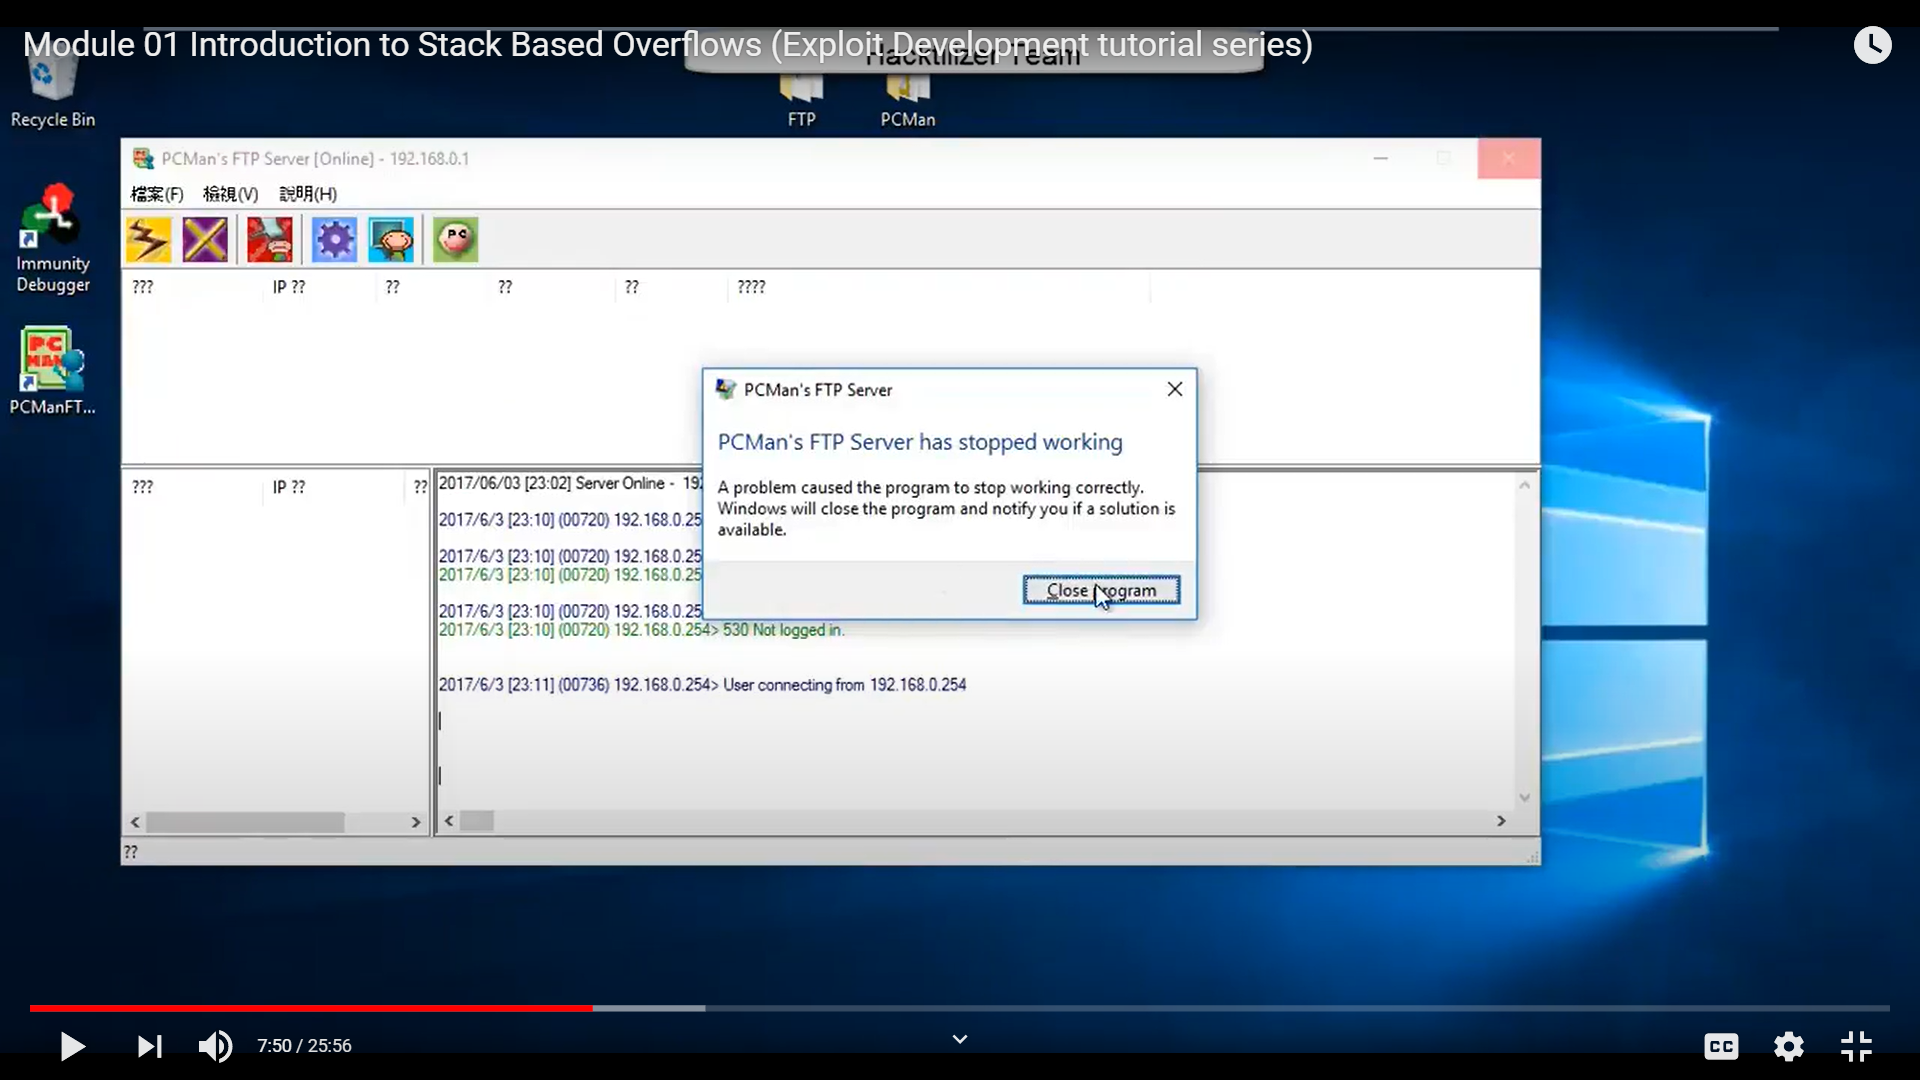 Module 01 Introduction to Stack Based Overflows (Exploit Development tutorial series)
Hacktilizer Team
Recycle Bin
FTP
PCMan
Immunity
Debugger
PCManFT...
PCMan's FTP Server [Online] - 192.168.0.1
檔案(F) 檢視(V) 說明(H)
??? IP ?? ?? ?? ?? ????
PCMan's FTP Server
PCMan's FTP Server has stopped working
A problem caused the program to stop working correctly.
Windows will close the program and notify you if a solution is
available.
Close program
??? IP ?? ??
2017/06/03 [23:02] Server Online - 192
2017/6/3 [23:10] (00720) 192.168.0.25
2017/6/3 [23:10] (00720) 192.168.0.25
2017/6/3 [23:10] (00720) 192.168.0.25
2017/6/3 [23:10] (00720) 192.168.0.25
2017/6/3 [23:10] (00720) 192.168.0.254> 530 Not logged in.
2017/6/3 [23:11] (00736) 192.168.0.254> User connecting from 192.168.0.254
??
7:50 / 25:56
CC